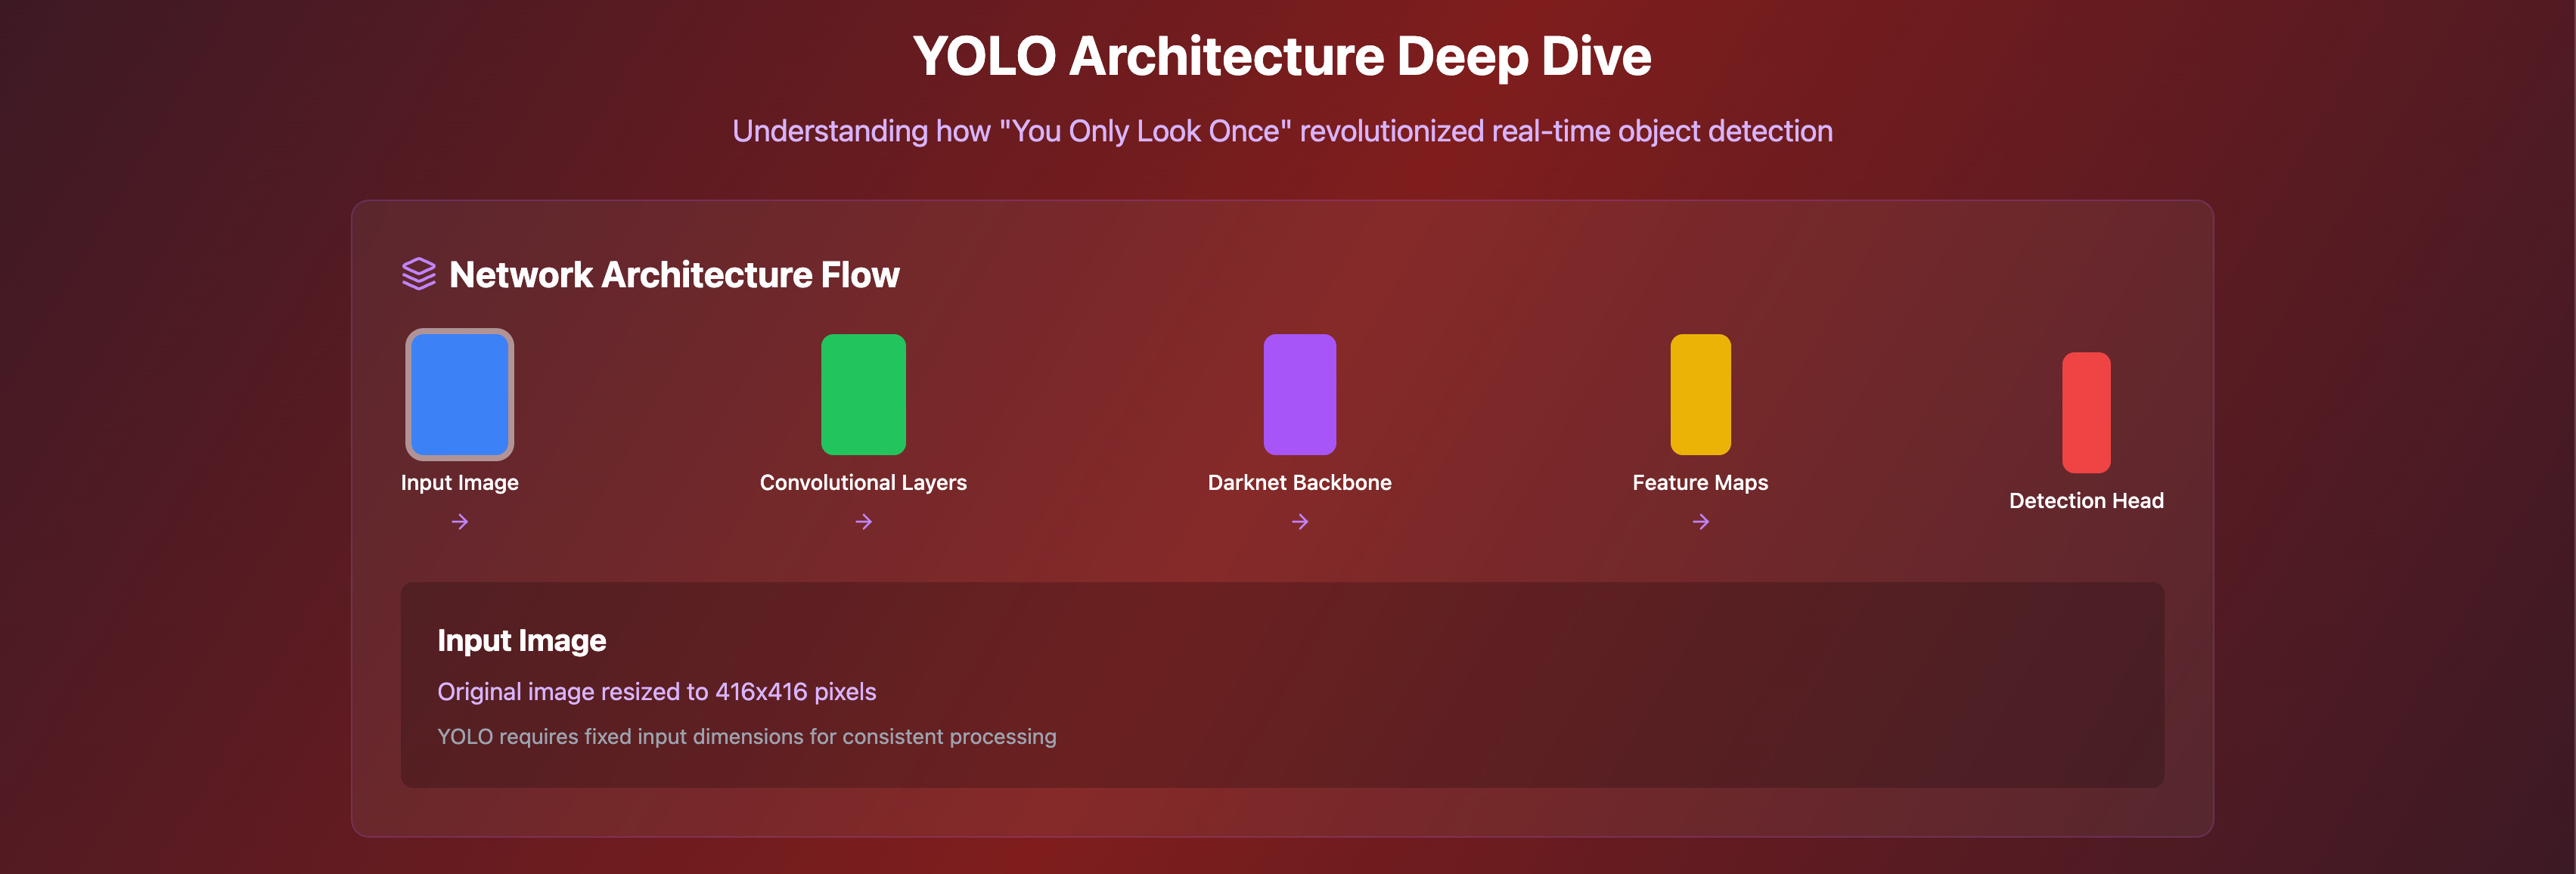 YOLO Architecture Deep Dive
Understanding how "You Only Look Once" revolutionized real-time object detection
Network Architecture Flow
Input Image
Convolutional Layers
Darknet Backbone
Feature Maps
Detection Head
→
→
→
→
Input Image
Original image resized to 416x416 pixels
YOLO requires fixed input dimensions for consistent processing